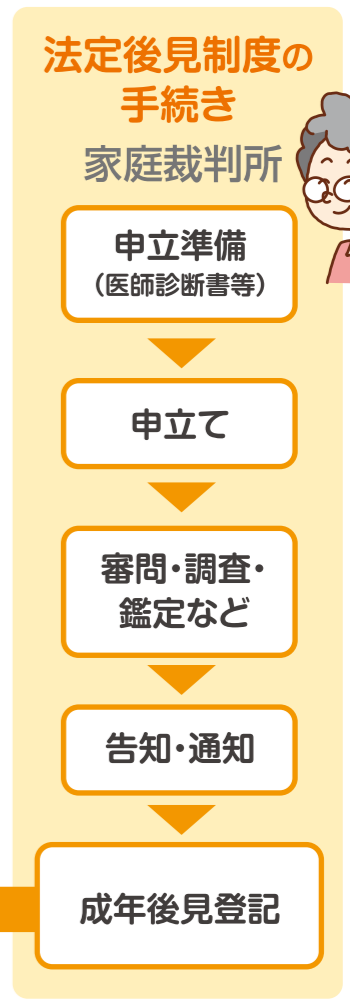 法定後見制度の
手続き
家庭裁判所
申立準備
(医師診断書等)
申立て
審問・調査・
鑑定など
告知・通知
成年後見登記